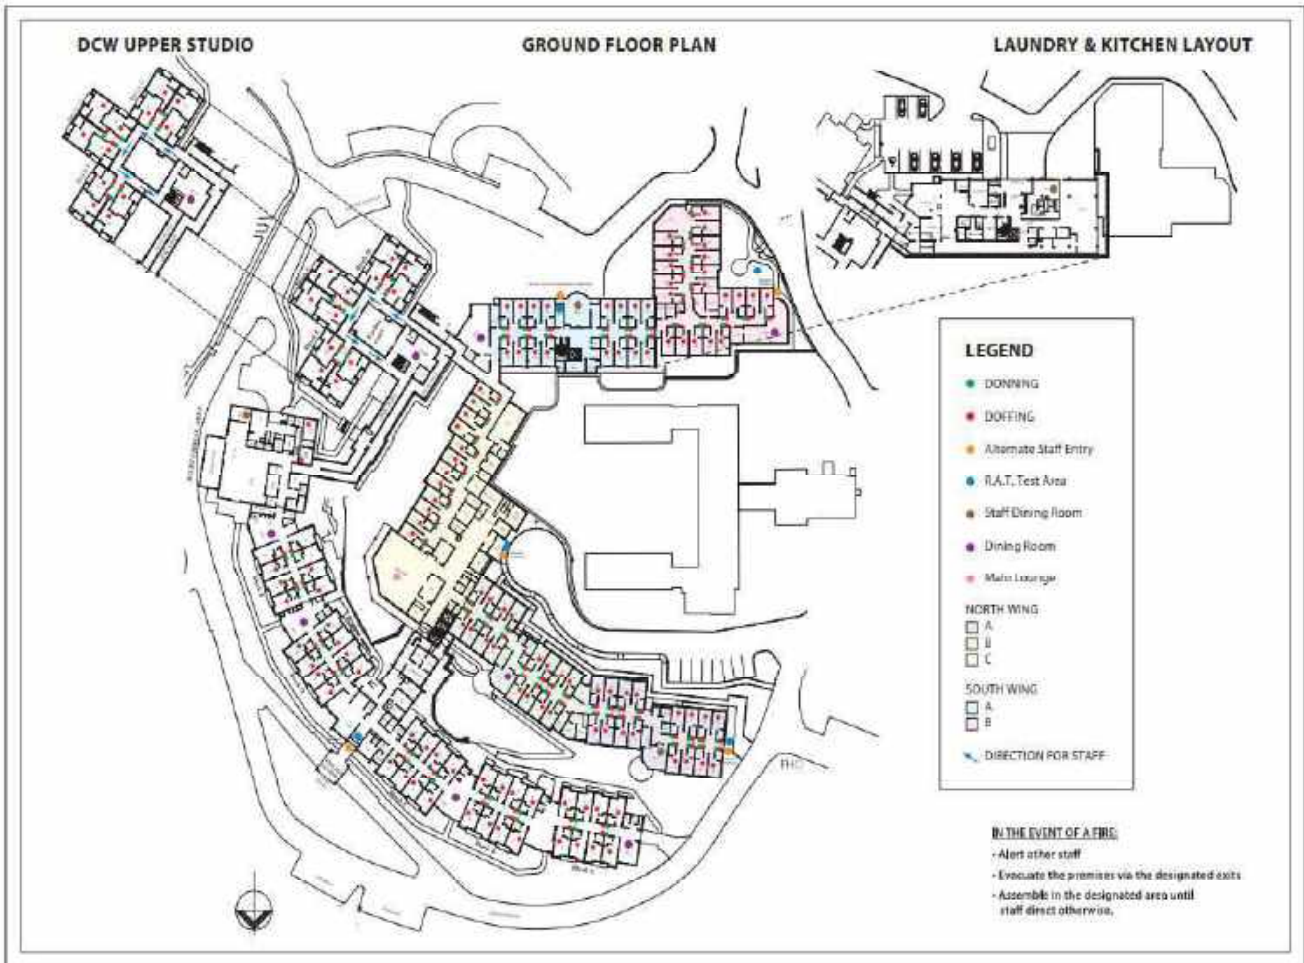 DCW UPPER STUDIO
GROUND FLOOR PLAN
LAUNDRY & KITCHEN LAYOUT
LEGEND
DONNING
DOFFING
Alternate Staff Entry
R.A.T. Test Area
Staff Dining Room
Dining Room
Main Lounge
NORTH WING
A
B
C
SOUTH WING
A
B
DIRECTION FOR STAFF
IN THE EVENT OF A FIRE:
• Alert other staff
• Evacuate the premises via the designated exits
• Assemble in the designated area until
staff direct otherwise.